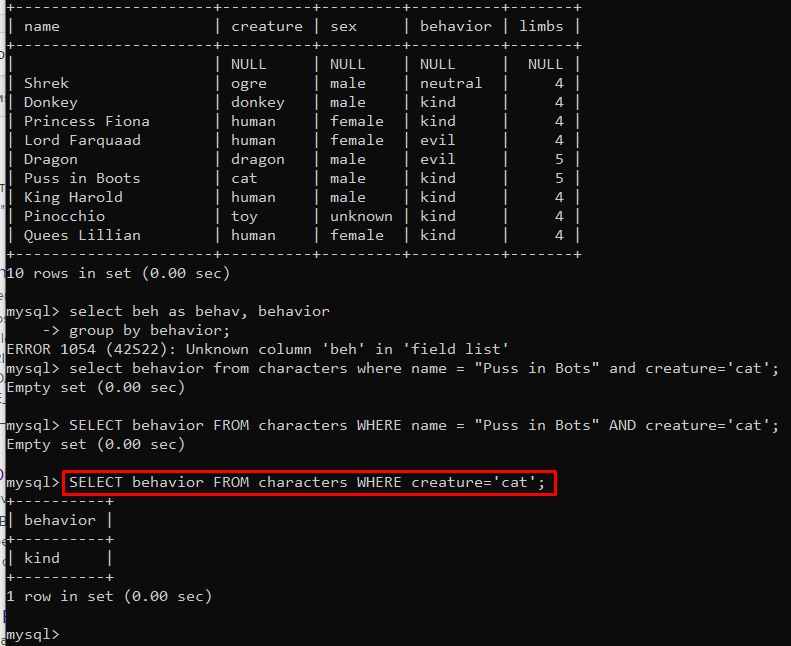 +----------------------+----------+---------+----------+-------+
| name                 | creature | sex     | behavior | limbs |
+----------------------+----------+---------+----------+-------+
|                      | NULL     | NULL    | NULL     |  NULL |
| Shrek                | ogre     | male    | neutral  |     4 |
| Donkey               | donkey   | male    | kind     |     4 |
| Princess Fiona       | human    | female  | kind     |     4 |
| Lord Farquaad        | human    | female  | evil     |     4 |
| Dragon               | dragon   | male    | evil     |     5 |
| Puss in Boots        | cat      | male    | kind     |     5 |
| King Harold          | human    | male    | kind     |     4 |
| Pinocchio            | toy      | unknown | kind     |     4 |
| Quees Lillian        | human    | female  | kind     |     4 |
+----------------------+----------+---------+----------+-------+
10 rows in set (0.00 sec)
mysql> select beh as behav, behavior
    -> group by behavior;
ERROR 1054 (42S22): Unknown column 'beh' in 'field list'
mysql> select behavior from characters where name = "Puss in Bots" and creature='cat';
Empty set (0.00 sec)
mysql> SELECT behavior FROM characters WHERE name = "Puss in Bots" AND creature='cat';
Empty set (0.00 sec)
mysql> SELECT behavior FROM characters WHERE creature='cat';
+----------+
| behavior |
+----------+
| kind     |
+----------+
1 row in set (0.00 sec)
mysql>